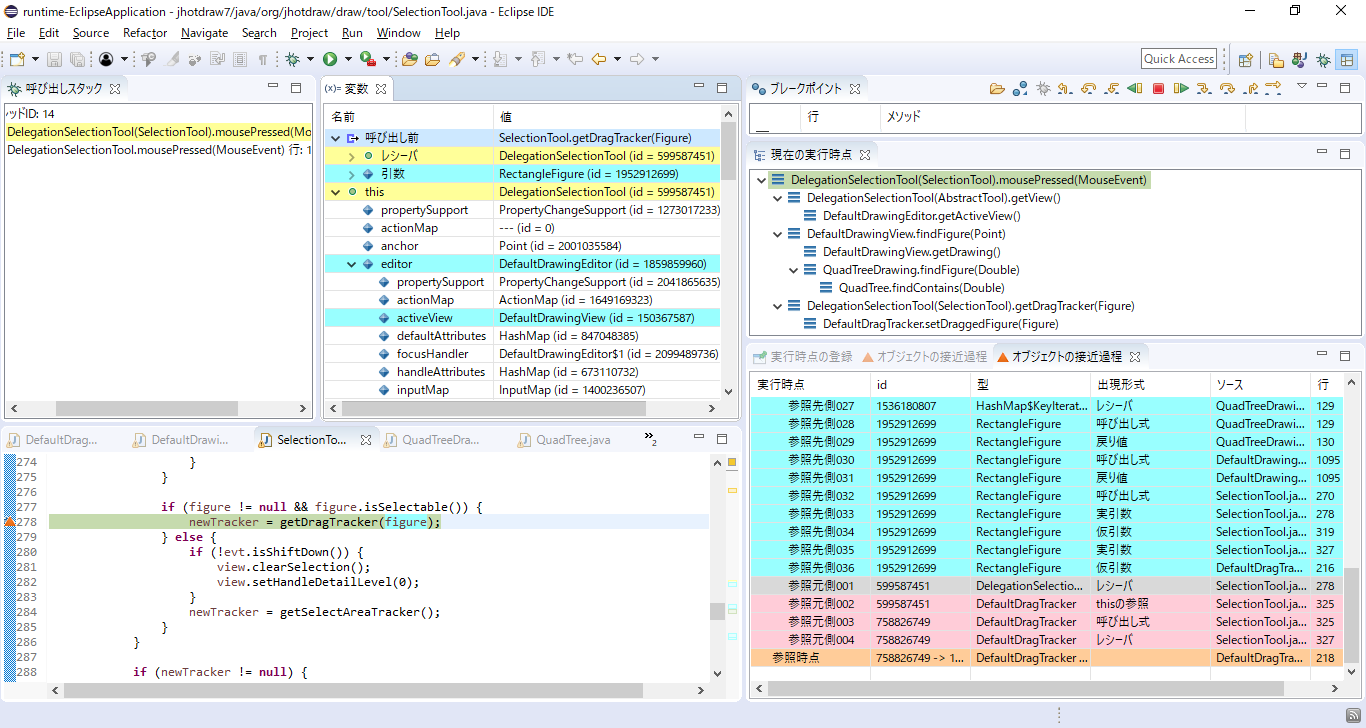 runtime-EclipseApplication - jhotdraw7/java/org/jhotdraw/draw/tool/SelectionTool.java - Eclipse IDE
File Edit Source Refactor Navigate Search Project Run Window Help
Quick Access
呼び出しスタック
ッドID: 14
DelegationSelectionTool(SelectionTool).mousePressed(Mo
DelegationSelectionTool.mousePressed(MouseEvent) 行: 1
(x)= 変数
名前 値
呼び出し前 SelectionTool.getDragTracker(Figure)
レシーバ DelegationSelectionTool (id = 599587451)
引数 RectangleFigure (id = 1952912699)
this DelegationSelectionTool (id = 599587451)
propertySupport PropertyChangeSupport (id = 1273017233)
actionMap --- (id = 0)
anchor Point (id = 2001035584)
editor DefaultDrawingEditor (id = 1859859960)
propertySupport PropertyChangeSupport (id = 2041865635)
actionMap ActionMap (id = 1649169323)
activeView DefaultDrawingView (id = 150367587)
defaultAttributes HashMap (id = 847048385)
focusHandler DefaultDrawingEditor$1 (id = 2099489736)
handleAttributes HashMap (id = 673110732)
inputMap InputMap (id = 1400236507)
ブレークポイント
行 メソッド
現在の実行時点
DelegationSelectionTool(SelectionTool).mousePressed(MouseEvent)
DelegationSelectionTool(AbstractTool).getView()
DefaultDrawingEditor.getActiveView()
DefaultDrawingView.findFigure(Point)
DefaultDrawingView.getDrawing()
QuadTreeDrawing.findFigure(Double)
QuadTree.findContains(Double)
DelegationSelectionTool(SelectionTool).getDragTracker(Figure)
DefaultDragTracker.setDraggedFigure(Figure)
DefaultDrag... DefaultDrawi... SelectionTo... QuadTreeDra... QuadTree.java »2
274 }
275 }
276
277 if (figure != null && figure.isSelectable()) {
278 newTracker = getDragTracker(figure);
279 } else {
280 if (!evt.isShiftDown()) {
281 view.clearSelection();
282 view.setHandleDetailLevel(0);
283 }
284 newTracker = getSelectAreaTracker();
285 }
286 }
287
288 if (newTracker != null) {
実行時点の登録 オブジェクトの接近過程 オブジェクトの接近過程
実行時点 id 型 出現形式 ソース 行
参照先側027 1536180807 HashMap$KeyIterat... レシーバ QuadTreeDrawi... 129
参照先側028 1952912699 RectangleFigure 呼び出し式 QuadTreeDrawi... 129
参照先側029 1952912699 RectangleFigure 戻り値 QuadTreeDrawi... 130
参照先側030 1952912699 RectangleFigure 呼び出し式 DefaultDrawing... 1095
参照先側031 1952912699 RectangleFigure 戻り値 DefaultDrawing... 1095
参照先側032 1952912699 RectangleFigure 呼び出し式 SelectionTool.ja... 270
参照先側033 1952912699 RectangleFigure 実引数 SelectionTool.ja... 278
参照先側034 1952912699 RectangleFigure 仮引数 SelectionTool.ja... 319
参照先側035 1952912699 RectangleFigure 実引数 SelectionTool.ja... 327
参照先側036 1952912699 RectangleFigure 仮引数 DefaultDragTra... 216
参照元側001 599587451 DelegationSelectio... レシーバ SelectionTool.ja... 278
参照元側002 599587451 DefaultDragTracker thisの参照 SelectionTool.ja... 325
参照元側003 758826749 DefaultDragTracker 呼び出し式 SelectionTool.ja... 325
参照元側004 758826749 DefaultDragTracker レシーバ SelectionTool.ja... 327
参照時点 758826749 -> 1... DefaultDragTracker ... DefaultDragTra... 218